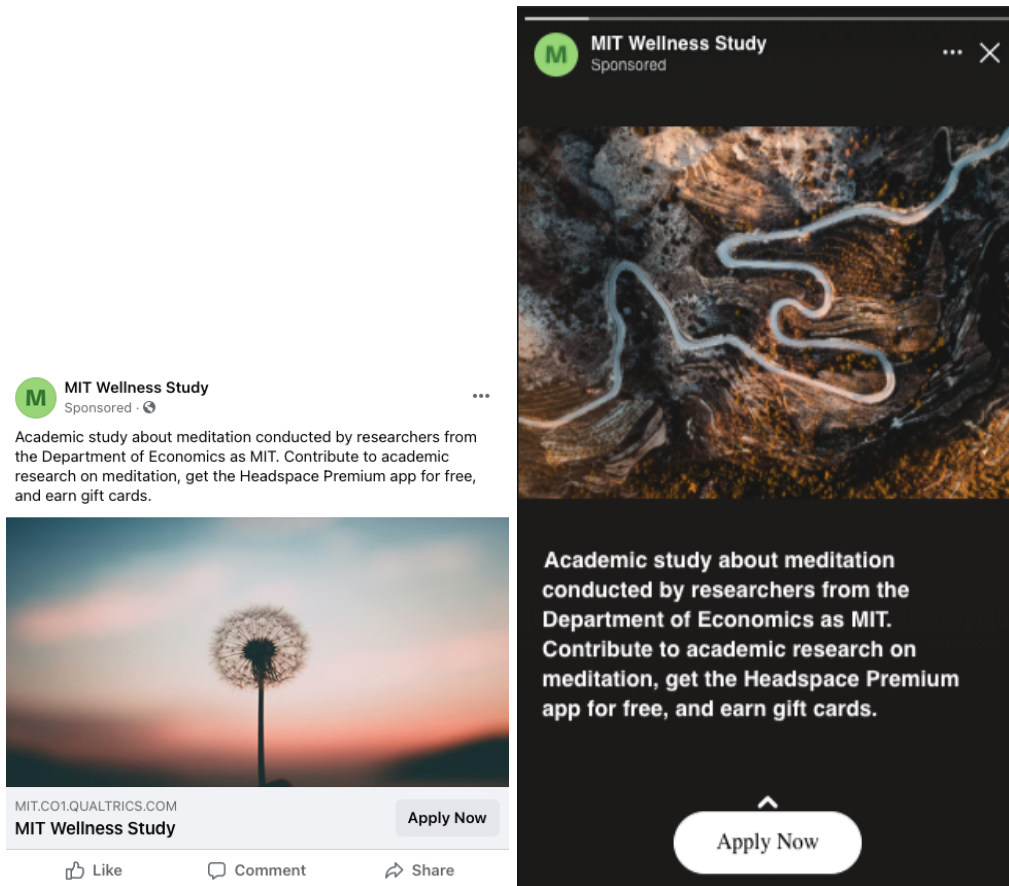 M
MIT Wellness Study
Sponsored ·
Academic study about meditation conducted by researchers from
the Department of Economics as MIT. Contribute to academic
research on meditation, get the Headspace Premium app for free,
and earn gift cards.
MIT.CO1.QUALTRICS.COM
MIT Wellness Study
Apply Now
Like
Comment
Share
M
MIT Wellness Study
Sponsored
Academic study about meditation
conducted by researchers from the
Department of Economics as MIT.
Contribute to academic research on
meditation, get the Headspace Premium
app for free, and earn gift cards.
Apply Now